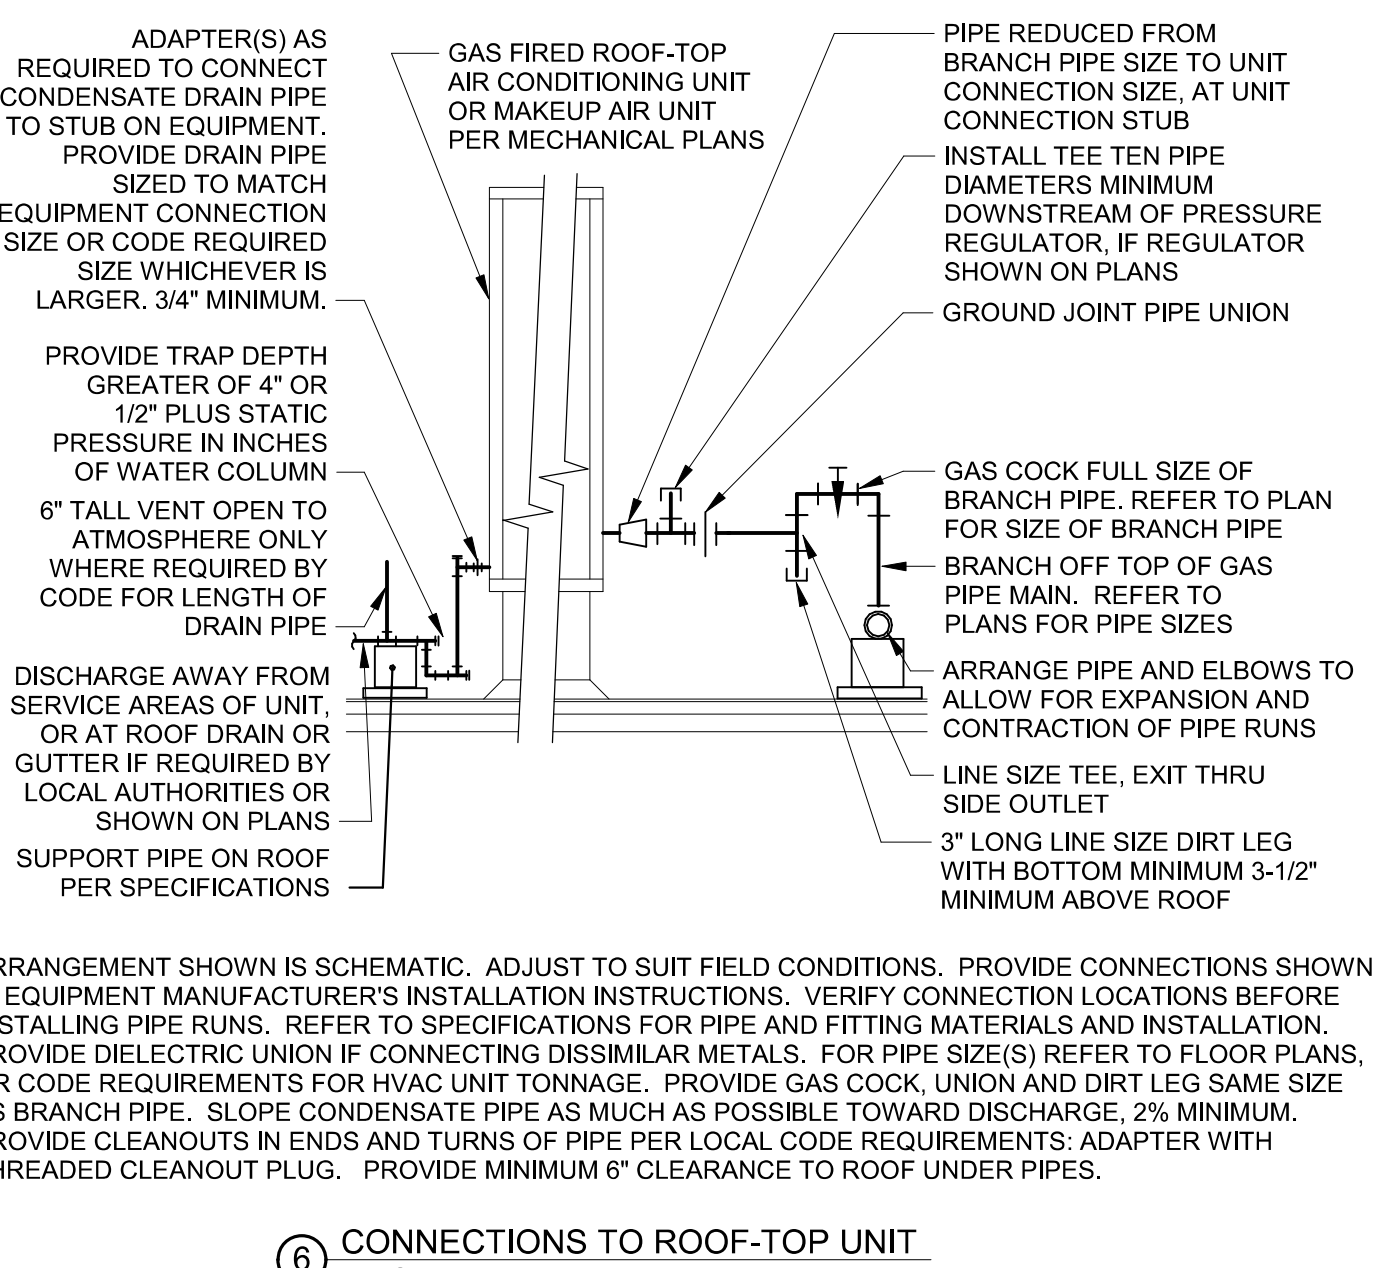 ADAPTER(S) AS
REQUIRED TO CONNECT
CONDENSATE DRAIN PIPE
TO STUB ON EQUIPMENT.
PROVIDE DRAIN PIPE
SIZED TO MATCH
EQUIPMENT CONNECTION
SIZE OR CODE REQUIRED
SIZE WHICHEVER IS
LARGER. 3/4" MINIMUM.
PROVIDE TRAP DEPTH
GREATER OF 4" OR
1/2" PLUS STATIC
PRESSURE IN INCHES
OF WATER COLUMN
6" TALL VENT OPEN TO
ATMOSPHERE ONLY
WHERE REQUIRED BY
CODE FOR LENGTH OF
DRAIN PIPE
DISCHARGE AWAY FROM
SERVICE AREAS OF UNIT,
OR AT ROOF DRAIN OR
GUTTER IF REQUIRED BY
LOCAL AUTHORITIES OR
SHOWN ON PLANS
SUPPORT PIPE ON ROOF
PER SPECIFICATIONS
GAS FIRED ROOF-TOP
AIR CONDITIONING UNIT
OR MAKEUP AIR UNIT
PER MECHANICAL PLANS
PIPE REDUCED FROM
BRANCH PIPE SIZE TO UNIT
CONNECTION SIZE, AT UNIT
CONNECTION STUB
INSTALL TEE TEN PIPE
DIAMETERS MINIMUM
DOWNSTREAM OF PRESSURE
REGULATOR, IF REGULATOR
SHOWN ON PLANS
GROUND JOINT PIPE UNION
GAS COCK FULL SIZE OF
BRANCH PIPE. REFER TO PLAN
FOR SIZE OF BRANCH PIPE
BRANCH OFF TOP OF GAS
PIPE MAIN. REFER TO
PLANS FOR PIPE SIZES
ARRANGE PIPE AND ELBOWS TO
ALLOW FOR EXPANSION AND
CONTRACTION OF PIPE RUNS
LINE SIZE TEE, EXIT THRU
SIDE OUTLET
3" LONG LINE SIZE DIRT LEG
WITH BOTTOM MINIMUM 3-1/2"
MINIMUM ABOVE ROOF
RRANGEMENT SHOWN IS SCHEMATIC. ADJUST TO SUIT FIELD CONDITIONS. PROVIDE CONNECTIONS SHOWN
EQUIPMENT MANUFACTURER'S INSTALLATION INSTRUCTIONS. VERIFY CONNECTION LOCATIONS BEFORE
STALLING PIPE RUNS. REFER TO SPECIFICATIONS FOR PIPE AND FITTING MATERIALS AND INSTALLATION.
ROVIDE DIELECTRIC UNION IF CONNECTING DISSIMILAR METALS. FOR PIPE SIZE(S) REFER TO FLOOR PLANS,
R CODE REQUIREMENTS FOR HVAC UNIT TONNAGE. PROVIDE GAS COCK, UNION AND DIRT LEG SAME SIZE
S BRANCH PIPE. SLOPE CONDENSATE PIPE AS MUCH AS POSSIBLE TOWARD DISCHARGE, 2% MINIMUM.
ROVIDE CLEANOUTS IN ENDS AND TURNS OF PIPE PER LOCAL CODE REQUIREMENTS: ADAPTER WITH
HREADED CLEANOUT PLUG. PROVIDE MINIMUM 6" CLEARANCE TO ROOF UNDER PIPES.
6 CONNECTIONS TO ROOF-TOP UNIT